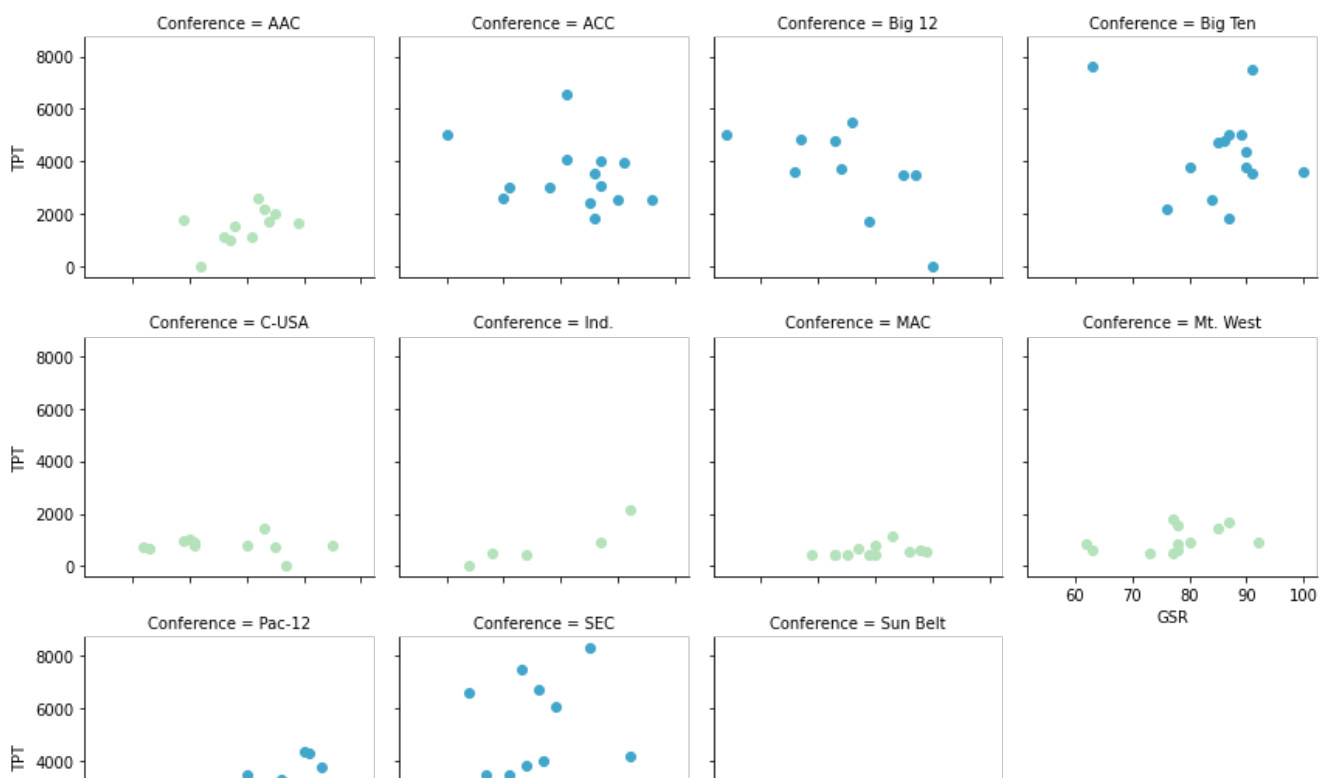 Conference = AAC
Conference = ACC
Conference = Big 12
Conference = Big Ten
8000
6000
4000
2000
0
TPT
Conference = C-USA
Conference = Ind.
Conference = MAC
Conference = Mt. West
8000
6000
4000
2000
0
TPT
60 70 80 90 100
GSR
Conference = Pac-12
Conference = SEC
Conference = Sun Belt
8000
6000
4000
TPT